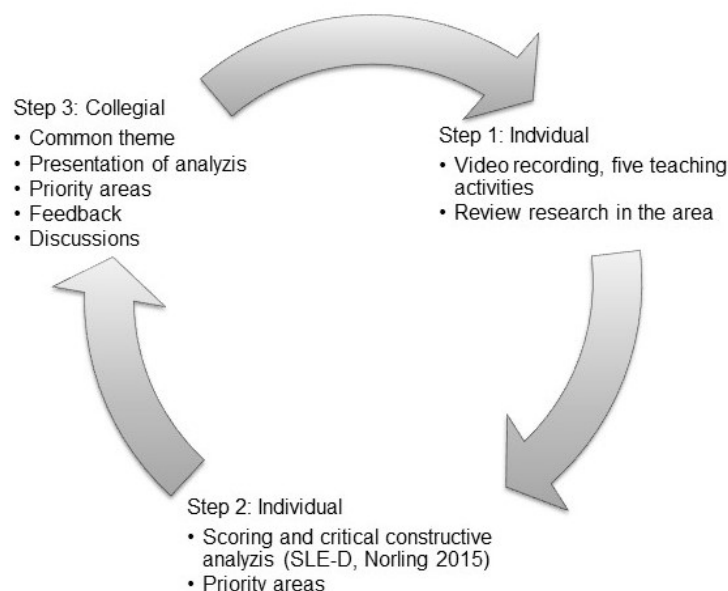 Step 3: Collegial
• Common theme
• Presentation of analyzis
• Priority areas
• Feedback
• Discussions
Step 1: Indvidual
• Video recording, five teaching
activities
• Review research in the area
Step 2: Individual
• Scoring and critical constructive
analyzis (SLE-D, Norling 2015)
• Priority areas